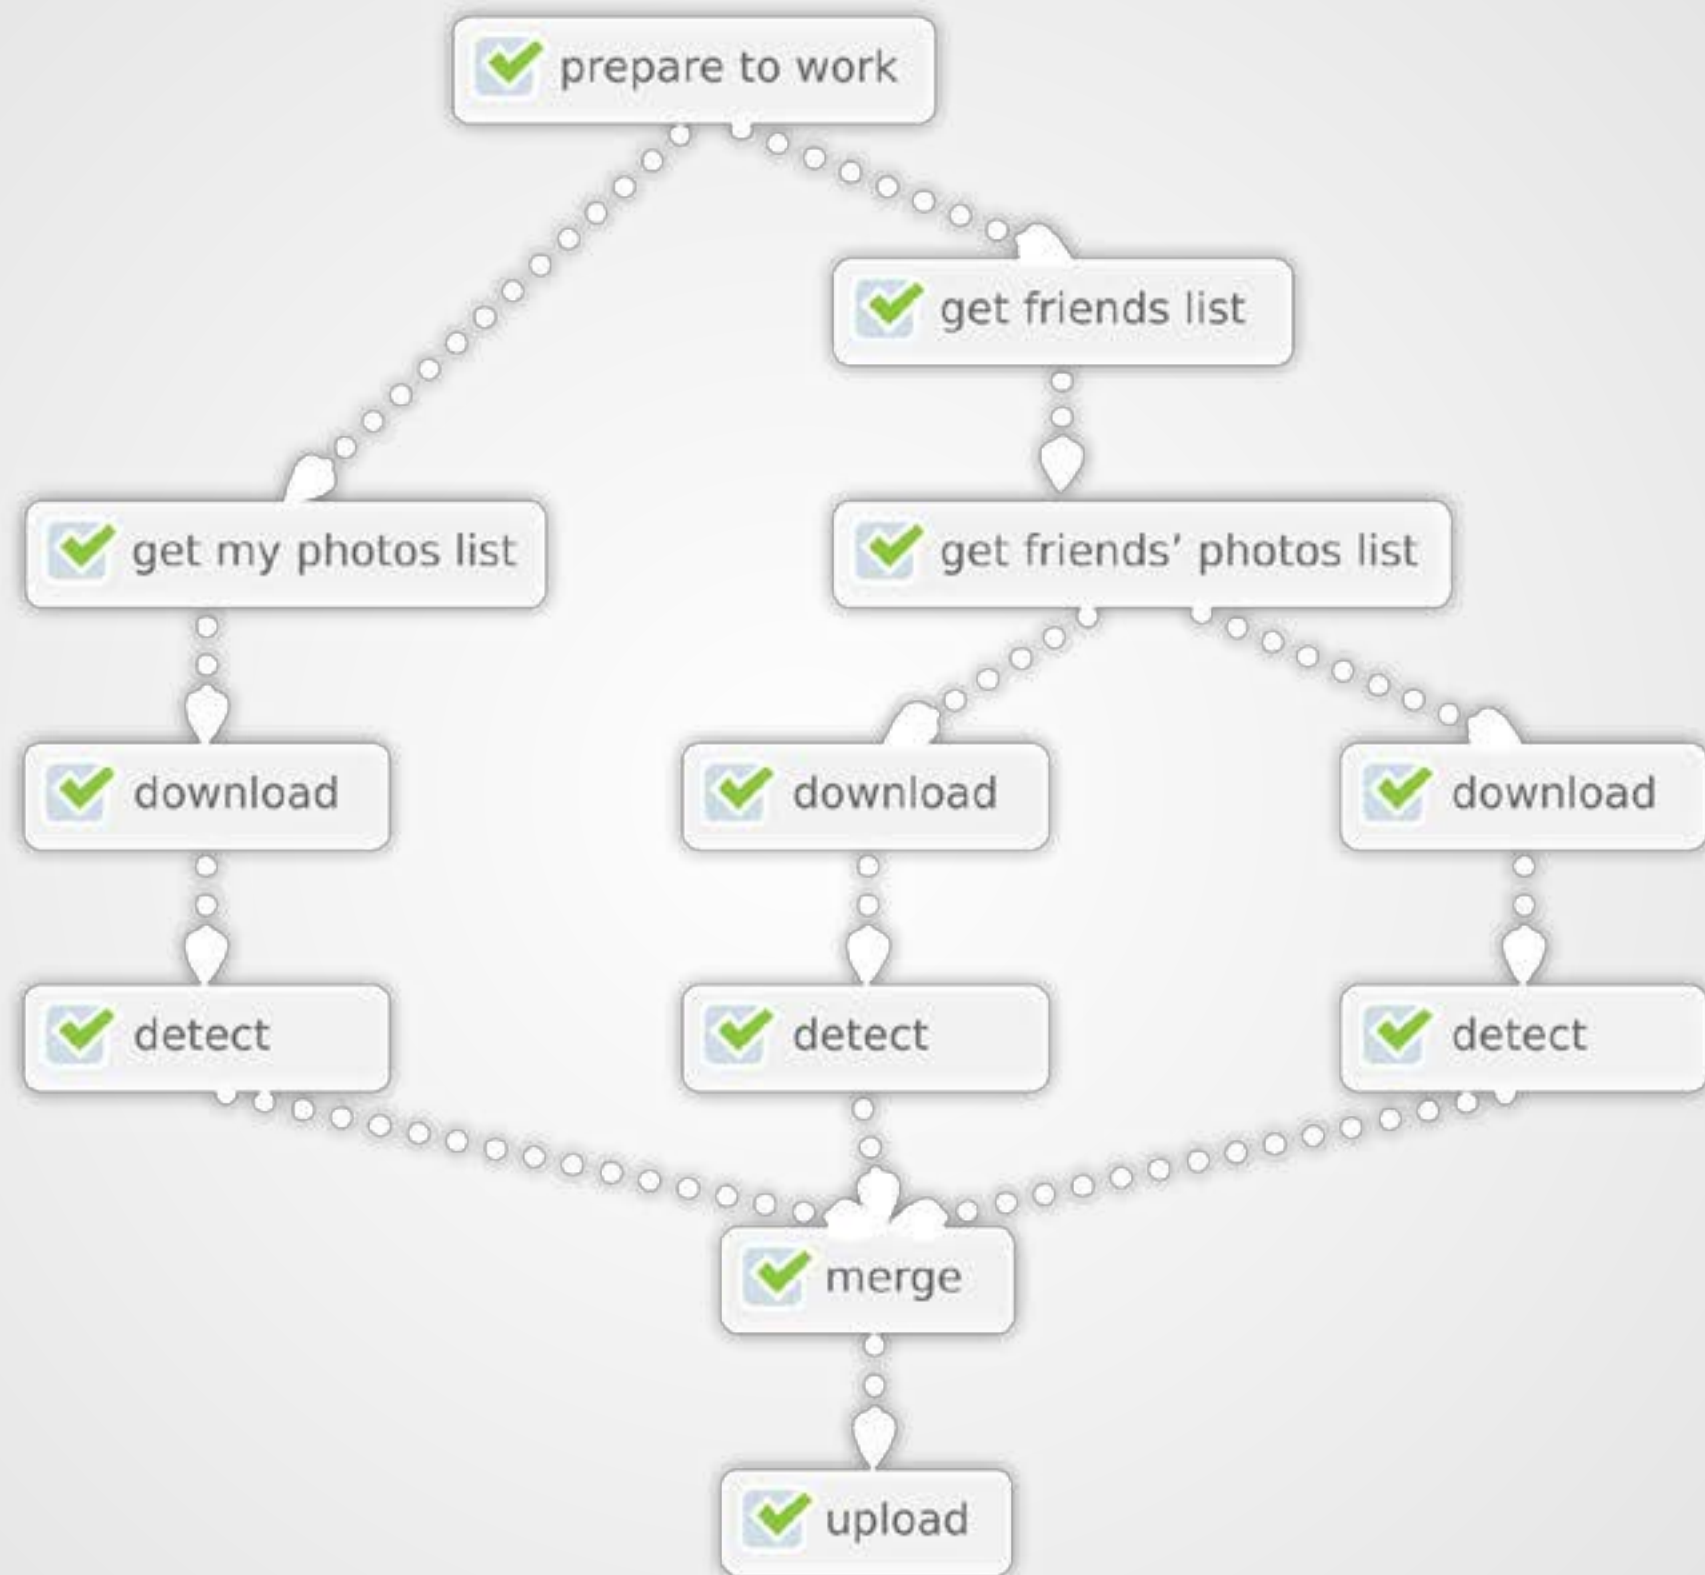 prepare to work
get friends list
get my photos list
get friends’ photos list
download
download
download
detect
detect
detect
merge
upload